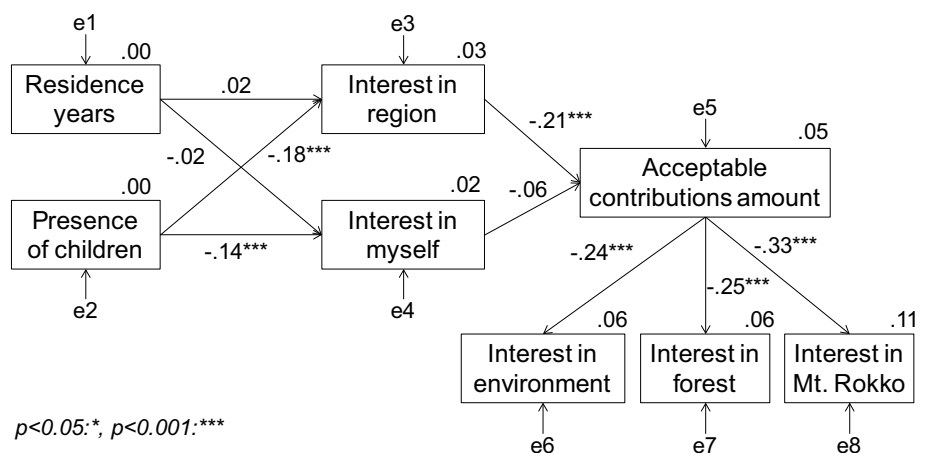 e1
e3
.00
.03
Residence
years
.02
Interest in
region
-.21***
e5
.05
-.02
-.18***
Acceptable
contributions amount
.00
.02
-.06
Presence
of children
-.14***
Interest in
myself
-.24***
-.33***
-.25***
e2
e4
.06
.06
.11
Interest in
environment
Interest in
forest
Interest in
Mt. Rokko
p<0.05:*, p<0.001:***
e6
e7
e8